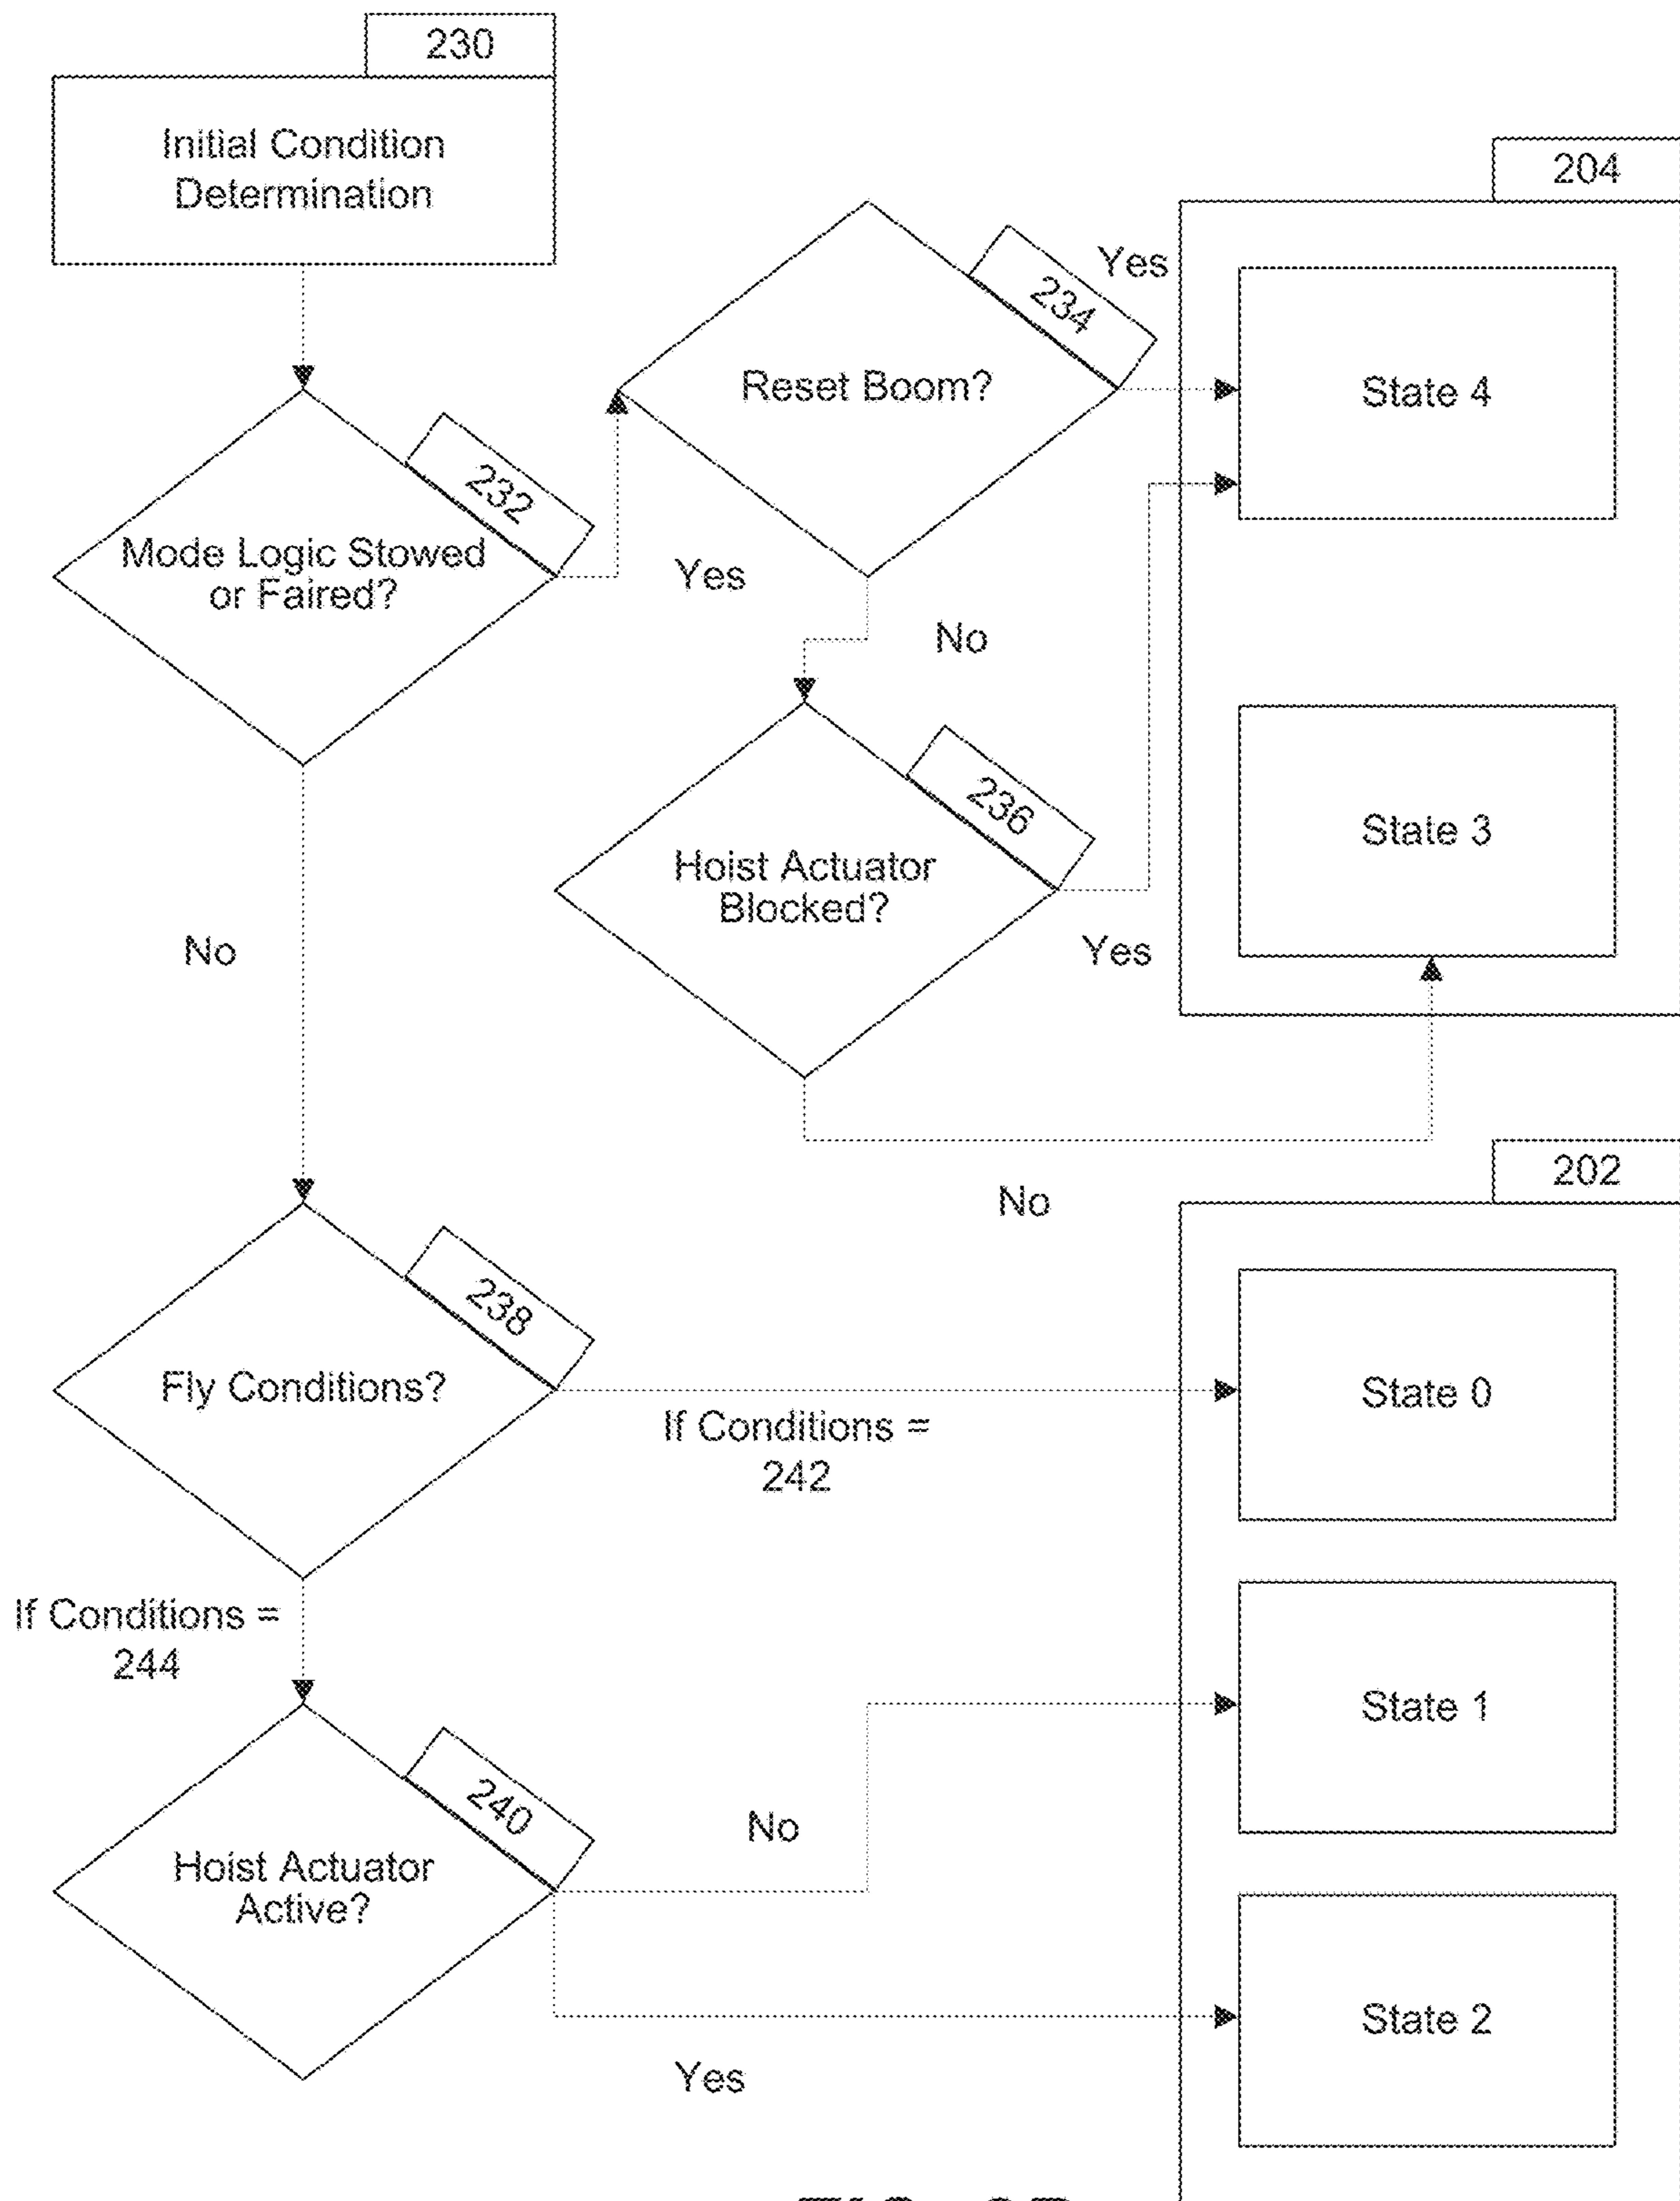 230
Initial Condition
Determination
204
Yes
234
Reset Boom?
State 4
232
Mode Logic Stowed
or Faired?
Yes
No
236
Hoist Actuator
Blocked?
State 3
No
Yes
202
No
238
Fly Conditions?
State 0
If Conditions =
242
If Conditions =
244
State 1
240
No
Hoist Actuator
Active?
State 2
Yes